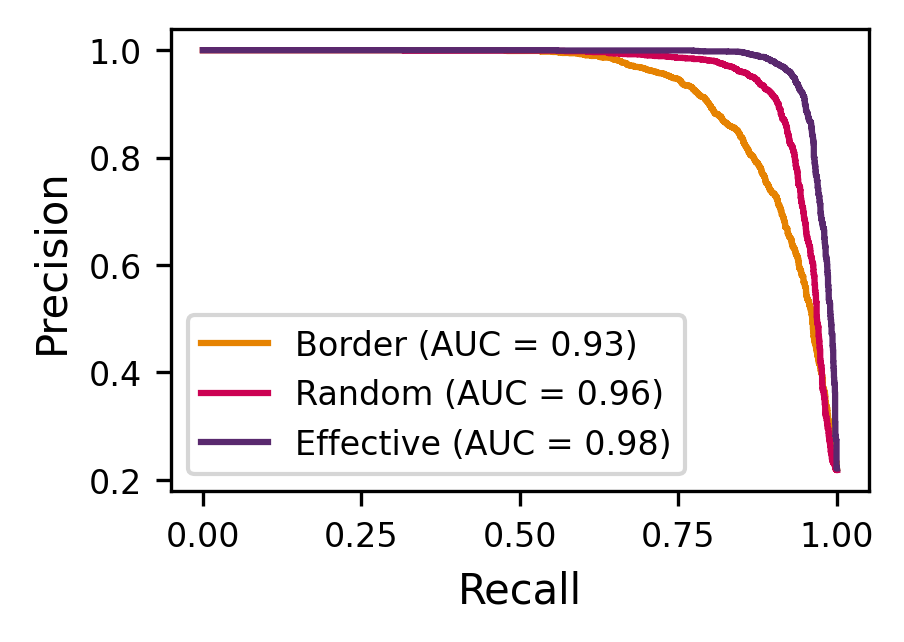 1.0
0.8
0.6
0.4
0.2
Precision
Border (AUC = 0.93)
Random (AUC = 0.96)
Effective (AUC = 0.98)
0.00 0.25 0.50 0.75 1.00
Recall